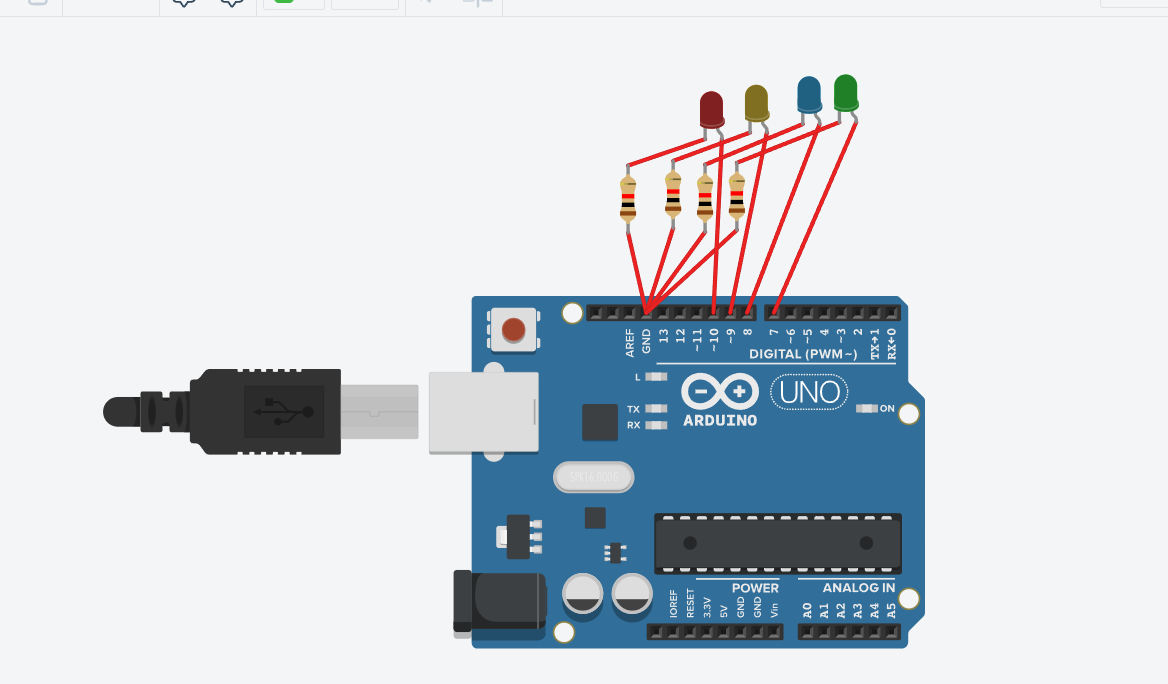 AREF
GND
13
12
~11
~10
~9
8
7
~6
~5
4
~3
2
TX→1
RX←0
DIGITAL (PWM~)
L
TX
RX
UNO
ON
ARDUINO
POWER
ANALOG IN
IOREF
RESET
3.3V
5V
GND
GND
Vin
A0
A1
A2
A3
A4
A5